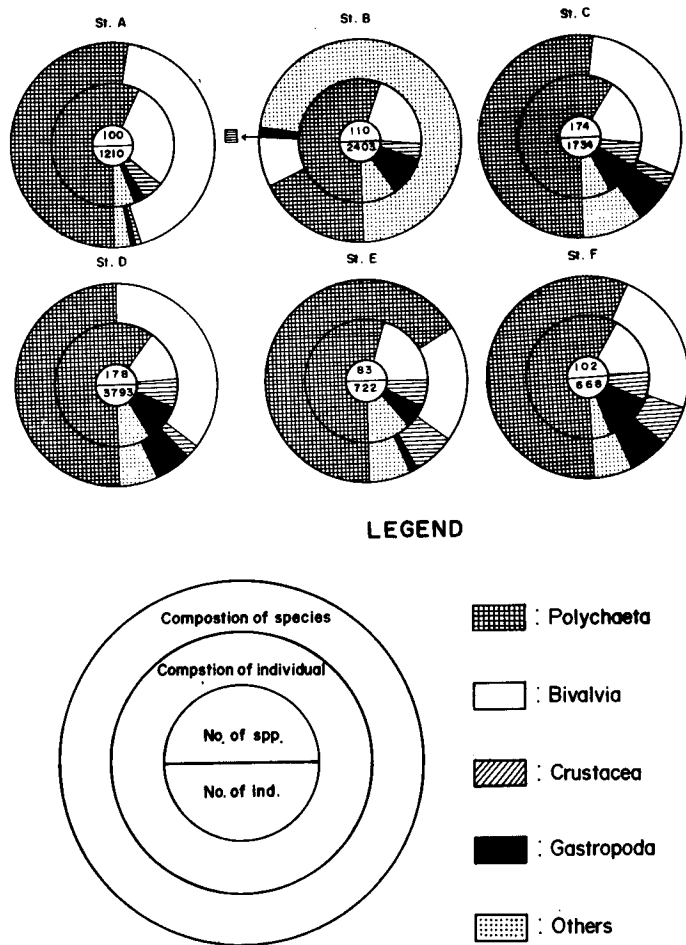 St. A
St. B
St. C
100
1210
110
2403
174
1734
St. D
St. E
St. F
178
3793
83
722
102
668
LEGEND
Compostion of species
Compstion of individual
No. of spp.
No. of ind.
: Polychaeta
: Bivalvia
: Crustacea
: Gastropoda
: Others